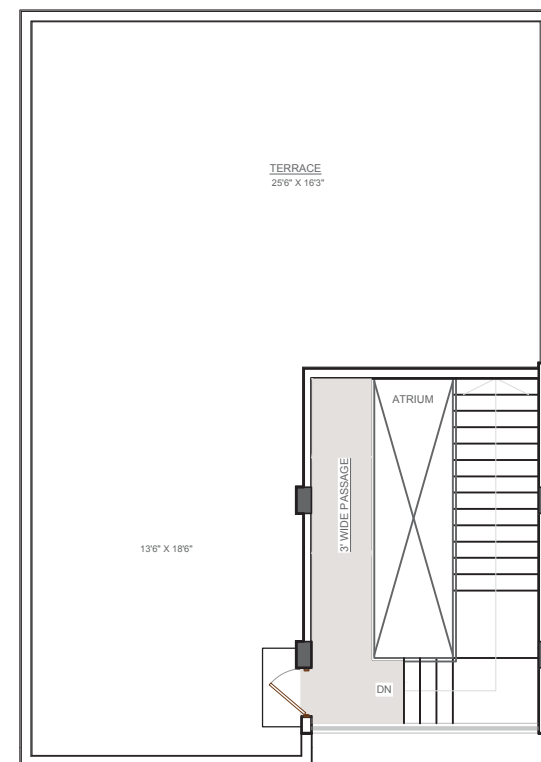 TERRACE
25'6" X 16'3"
ATRIUM
3' WIDE PASSAGE
13'6" X 18'6"
DN